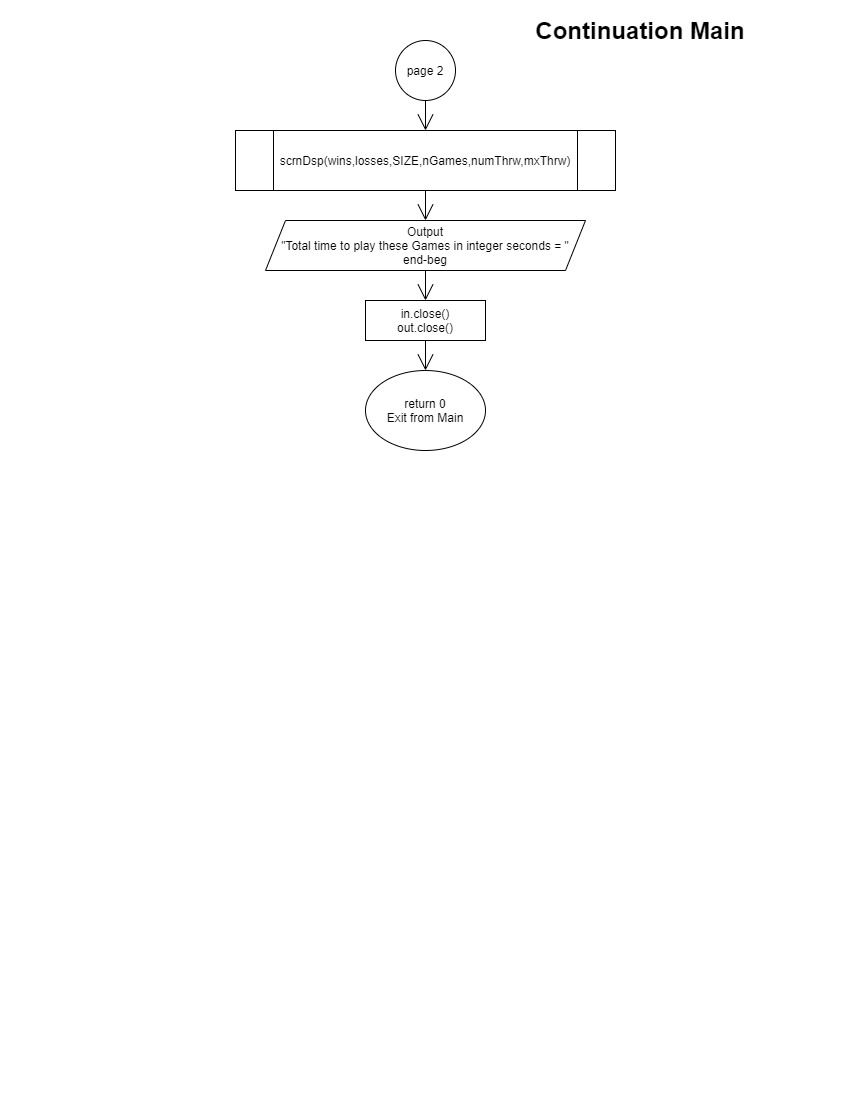 Continuation Main
page 2
scrnDsp(wins,losses,SIZE,nGames,numThrw,mxThrw)
Output
"Total time to play these Games in integer seconds = "
end-beg
in.close()
out.close()
return 0
Exit from Main